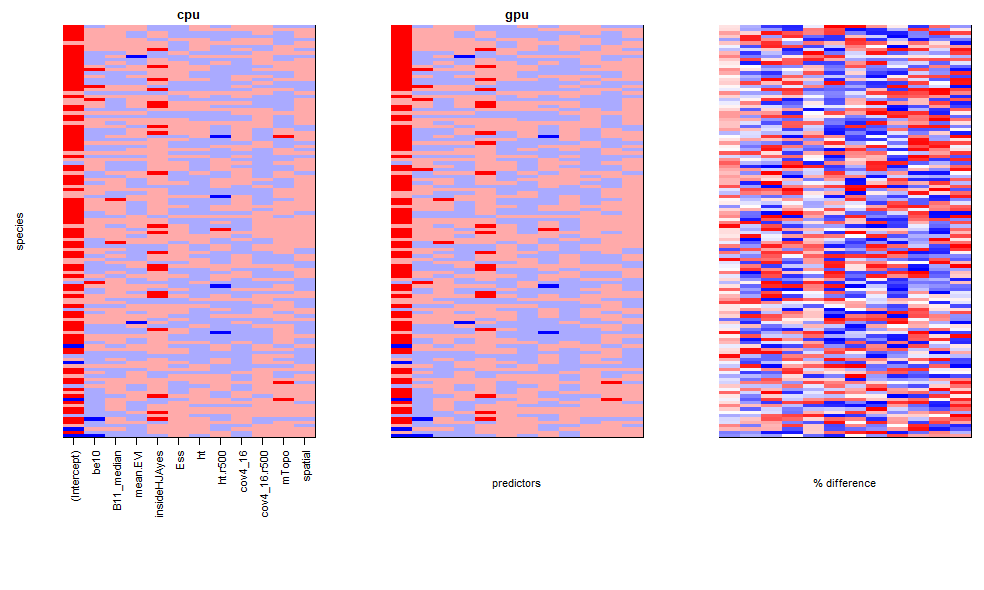 cpu
gpu
species
(Intercept)
be10
B11_median
mean.EVI
insideHJAyes
Ess
ht
ht.r500
cov4_16
cov4_16.r500
mTopo
spatial
predictors
% difference